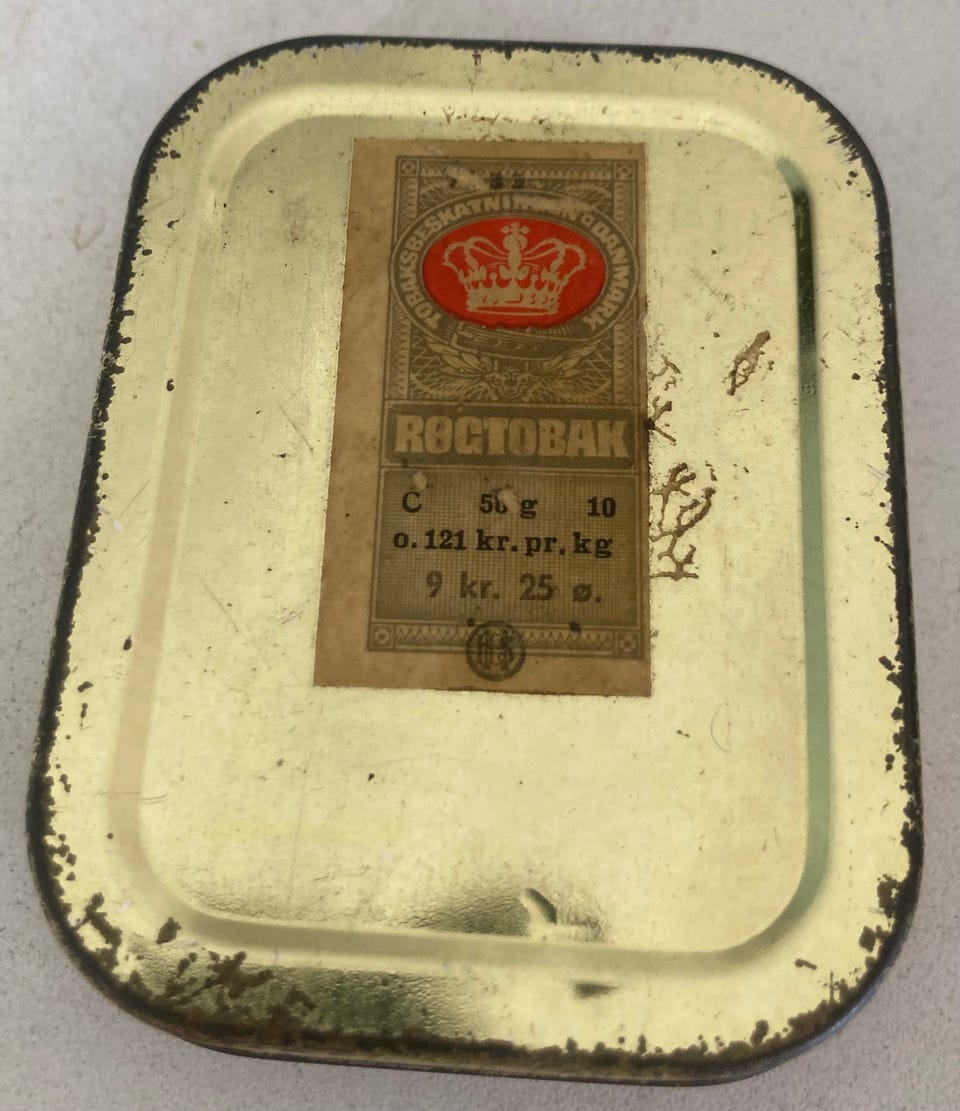 TOBAKSBESKATNINGEN I DANMARK
RØGTOBAK
C 50 g 10
o. 121 kr. pr. kg
9 kr. 25 ø.